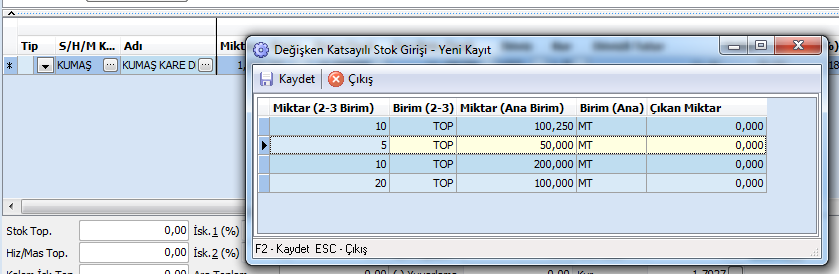 Değişken Katsayılı Stok Girişi - Yeni Kayıt
Tip S/H/M K... Adı Mikt %)
* KUMAŞ ... KUMAŞ KARE D ... 1, 18
Kaydet Çıkış
Miktar (2-3 Birim) Birim (2-3) Miktar (Ana Birim) Birim (Ana) Çıkan Miktar
10 TOP 100,250 MT 0,000
5 TOP 50,000 MT 0,000
10 TOP 200,000 MT 0,000
20 TOP 100,000 MT 0,000
Stok Top. 0,00 İsk.1 (%)
Hiz/Mas Top. 0,00 İsk.2 (%)
F2 - Kaydet ESC - Çıkış